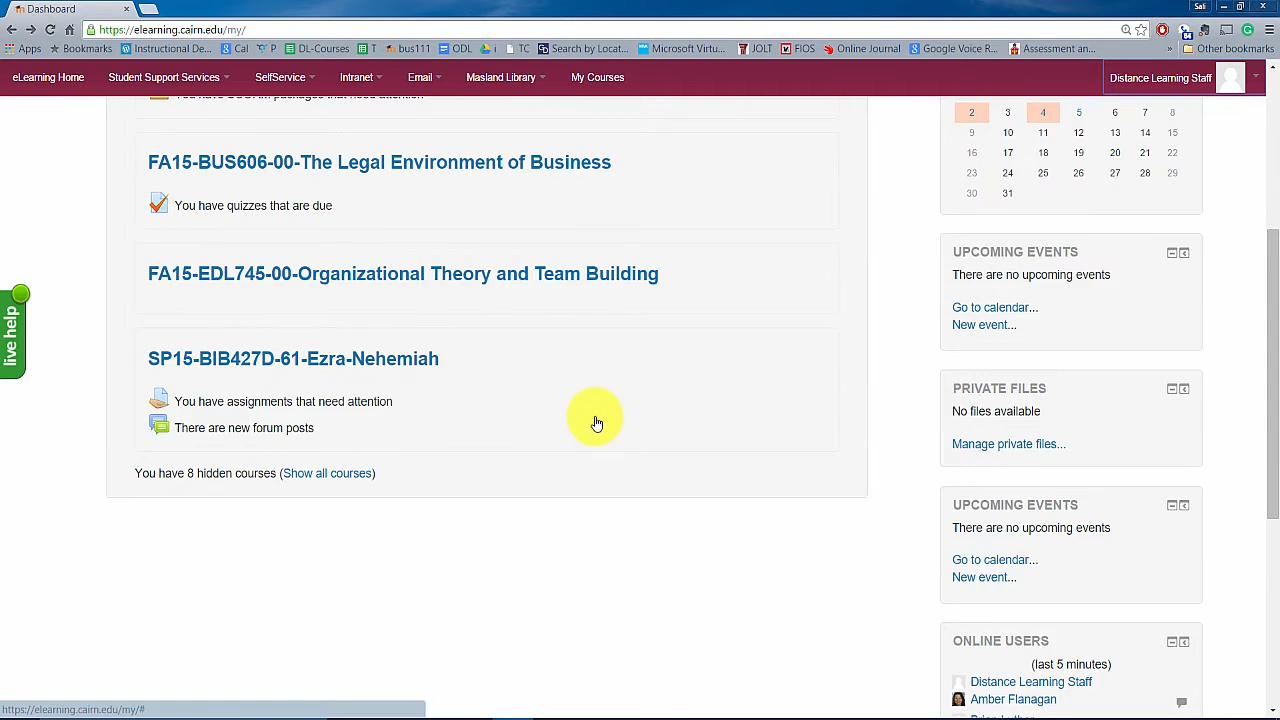 Dashboard
Sali
https://elearning.cairn.edu/my/
Apps Bookmarks Instructional De... Cal P DL-Courses T bus111 ODL i TC Search by Locat... Microsoft Virtu... JOLT FIOS Online Journal Google Voice R... Assessment an... » Other bookmarks
eLearning Home Student Support Services SelfService Intranet Email Masland Library My Courses Distance Learning Staff
You have SCORM packages that need attention
FA15-BUS606-00-The Legal Environment of Business
You have quizzes that are due
FA15-EDL745-00-Organizational Theory and Team Building
SP15-BIB427D-61-Ezra-Nehemiah
You have assignments that need attention
There are new forum posts
You have 8 hidden courses (Show all courses)
live help
2 3 4 5 6 7 8
9 10 11 12 13 14 15
16 17 18 19 20 21 22
23 24 25 26 27 28 29
30 31
UPCOMING EVENTS
There are no upcoming events
Go to calendar...
New event...
PRIVATE FILES
No files available
Manage private files...
UPCOMING EVENTS
There are no upcoming events
Go to calendar...
New event...
ONLINE USERS
(last 5 minutes)
Distance Learning Staff
Amber Flanagan
https://elearning.cairn.edu/my/#